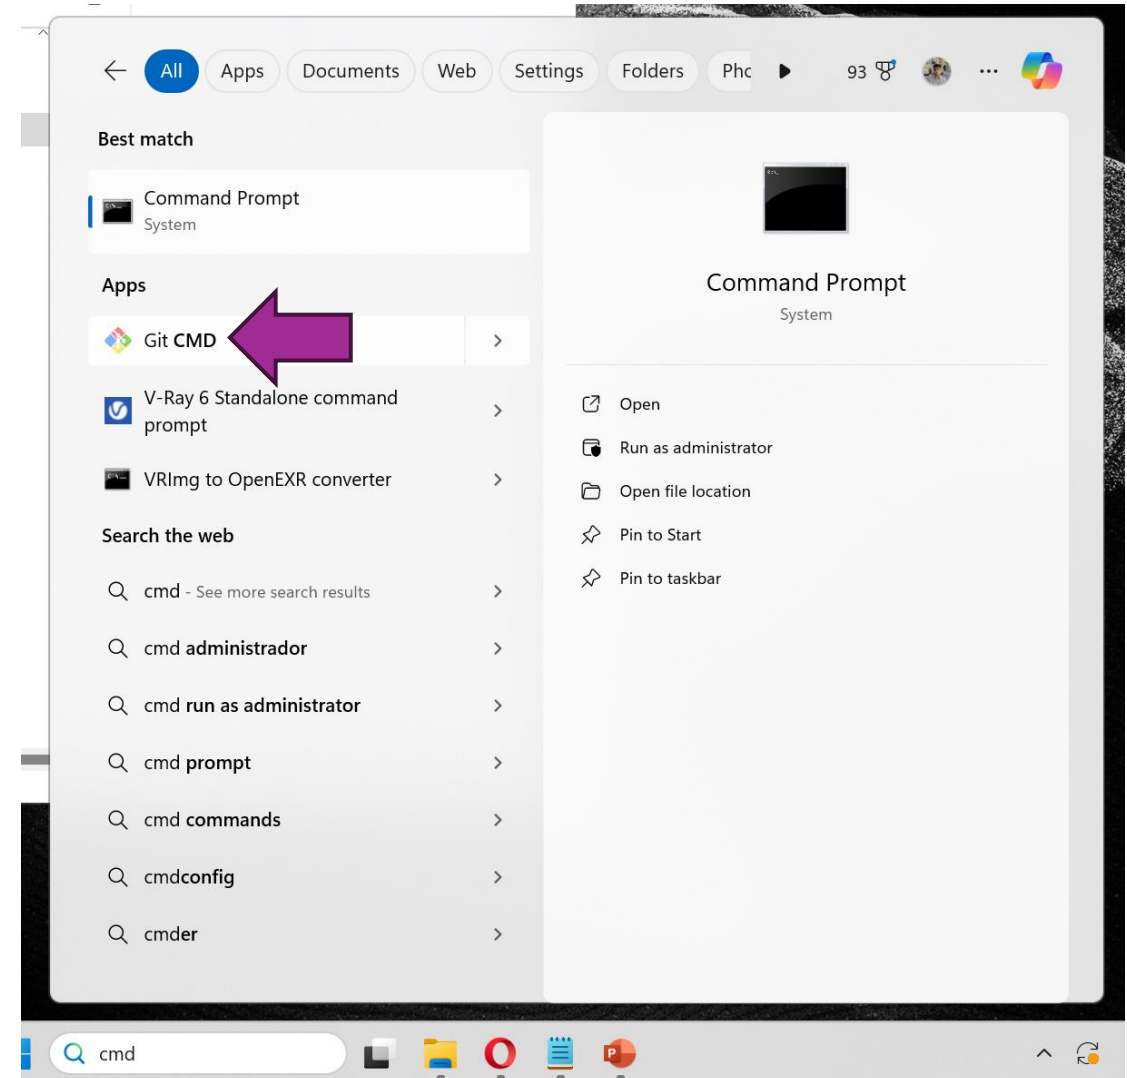 All
Apps
Documents
Web
Settings
Folders
93
Best match
Command Prompt
System
Apps
Git CMD
V-Ray 6 Standalone command
prompt
VRImg to OpenEXR converter
Search the web
cmd - See more search results
cmd administrador
cmd run as administrator
cmd prompt
cmd commands
cmdconfig
cmder
Command Prompt
System
Open
Run as administrator
Open file location
Pin to Start
Pin to taskbar
cmd